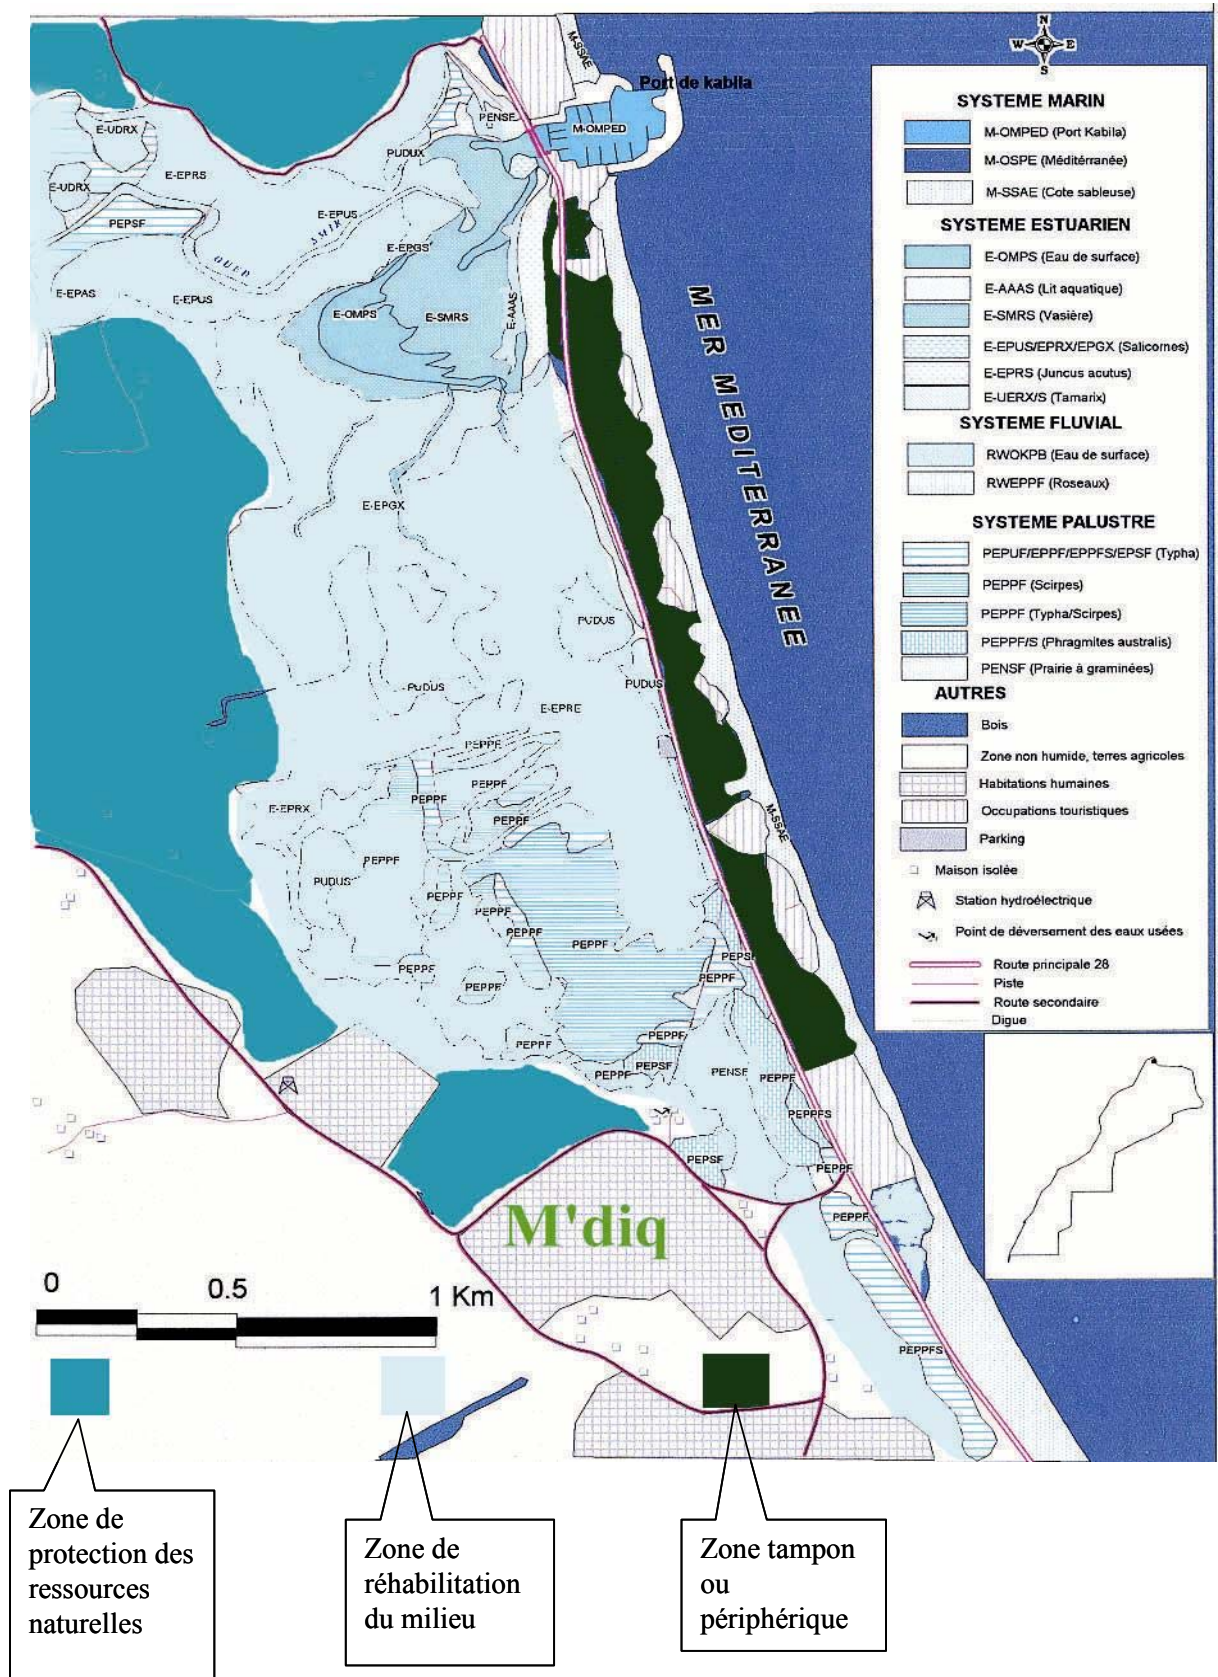 N
W E
S
M-SSAE
Port de kabila
M-OMPED
PENSF
E-UDRX
PUDUX
E-EPRS
E-UDRX
PEPSF
E-EPUS
OUED SMIR
E-EPGS
E-EPAS
E-EPUS
E-OMPS
E-SMRS
E-AAAS
MER MEDITERRANEE
E-EPGX
PUDUS
PUDUS
PUDUS
E-EPRE
PEPPF
PEPPF
PEPPF
E-EPRX
PEPPF
M-SSAE
PEPPF
PUDUS
PEPPF
PEPPF
PEPPF
PEPPF
PEPSF
PEPPF
PEPPF
PEPPF
PEPPF
PEPPF
PEPSF
PEPPF
PENSF
PEPPF
PEPPFS
PEPSF
PEPPF
PEPPF
PEPPFS
M'diq
SYSTEME MARIN
M-OMPED (Port Kabila)
M-OSPE (Méditérranée)
M-SSAE (Cote sableuse)
SYSTEME ESTUARIEN
E-OMPS (Eau de surface)
E-AAAS (Lit aquatique)
E-SMRS (Vasière)
E-EPUS/EPRX/EPGX (Salicornes)
E-EPRS (Juncus acutus)
E-UERX/S (Tamarix)
SYSTEME FLUVIAL
RWOKPB (Eau de surface)
RWEPPF (Roseaux)
SYSTEME PALUSTRE
PEPUF/EPPF/EPPFS/EPSF (Typha)
PEPPF (Scirpes)
PEPPF (Typha/Scirpes)
PEPPF/S (Phragmites australis)
PENSF (Prairie à graminées)
AUTRES
Bois
Zone non humide, terres agricoles
Habitations humaines
Occupations touristiques
Parking
Maison isolée
Station hydroélectrique
Point de déversement des eaux usées
Route principale 28
Piste
Route secondaire
Digue
0 0.5 1 Km
Zone de
protection des
ressources
naturelles
Zone de
réhabilitation
du milieu
Zone tampon
ou
périphérique